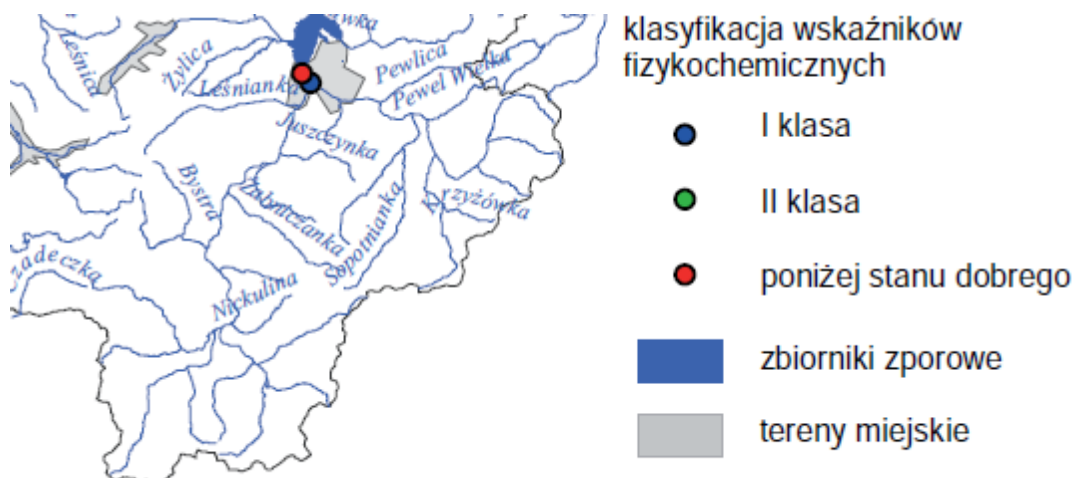 klasyfikacja wskaźników
fizykochemicznych
I klasa
II klasa
poniżej stanu dobrego
zbiorniki zporowe
tereny miejskie
Leśnica
Żylica
Leśnianka
Pewlica
Pewel Wielka
Juszczynka
Bystra
Sopotnianka
Krzyżówka
Nickulina